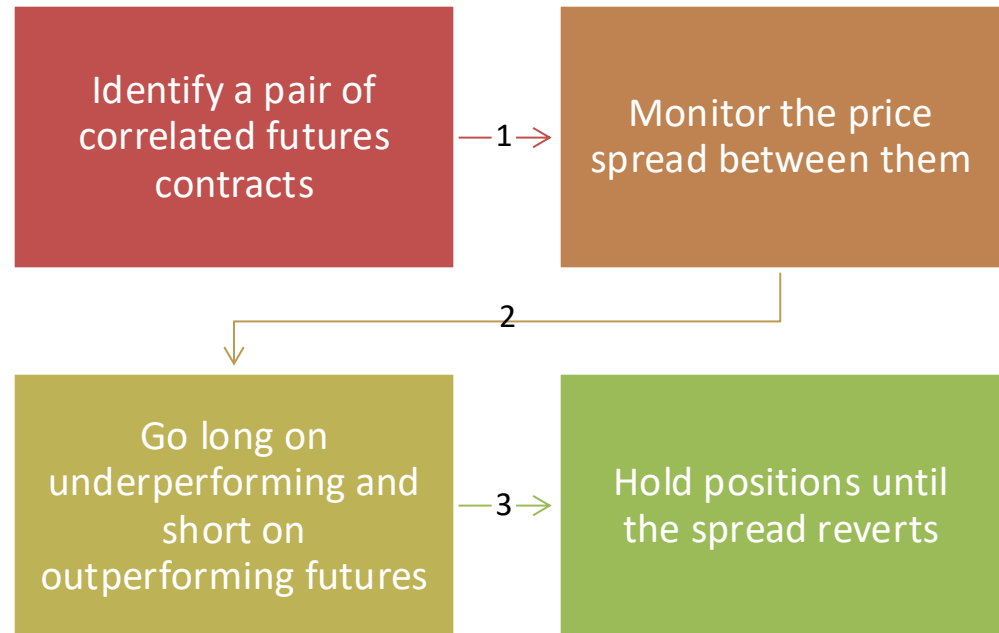 Identify a pair of
correlated futures
contracts
1
Monitor the price
spread between them
2
Go long on
underperforming and
short on
outperforming futures
3
Hold positions until
the spread reverts